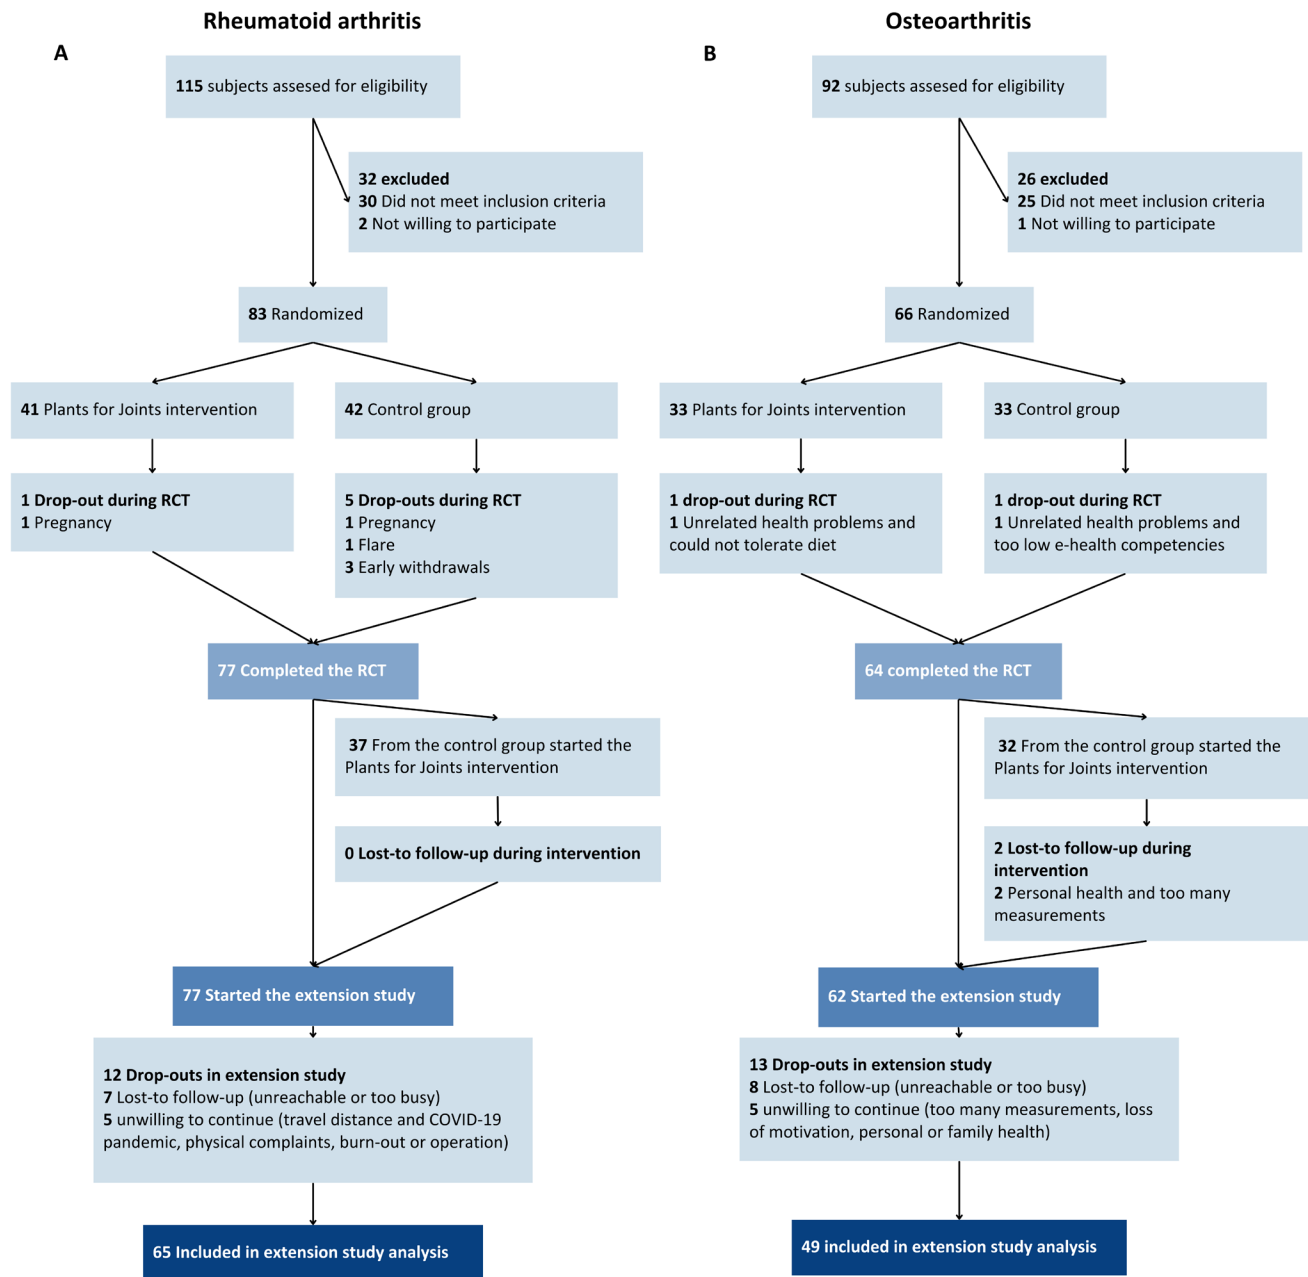 Rheumatoid arthritis
A
115 subjects assesed for eligibility
32 excluded
30 Did not meet inclusion criteria
2 Not willing to participate
83 Randomized
41 Plants for Joints intervention
42 Control group
1 Drop-out during RCT
1 Pregnancy
5 Drop-outs during RCT
1 Pregnancy
1 Flare
3 Early withdrawals
77 Completed the RCT
37 From the control group started the
Plants for Joints intervention
0 Lost-to follow-up during intervention
77 Started the extension study
12 Drop-outs in extension study
7 Lost-to follow-up (unreachable or too busy)
5 unwilling to continue (travel distance and COVID-19
pandemic, physical complaints, burn-out or operation)
65 Included in extension study analysis
Osteoarthritis
B
92 subjects assesed for eligibility
26 excluded
25 Did not meet inclusion criteria
1 Not willing to participate
66 Randomized
33 Plants for Joints intervention
33 Control group
1 drop-out during RCT
1 Unrelated health problems and
could not tolerate diet
1 drop-out during RCT
1 Unrelated health problems and
too low e-health competencies
64 completed the RCT
32 From the control group started the
Plants for Joints intervention
2 Lost-to follow-up during
intervention
2 Personal health and too many
measurements
62 Started the extension study
13 Drop-outs in extension study
8 Lost-to follow-up (unreachable or too busy)
5 unwilling to continue (too many measurements, loss
of motivation, personal or family health)
49 included in extension study analysis